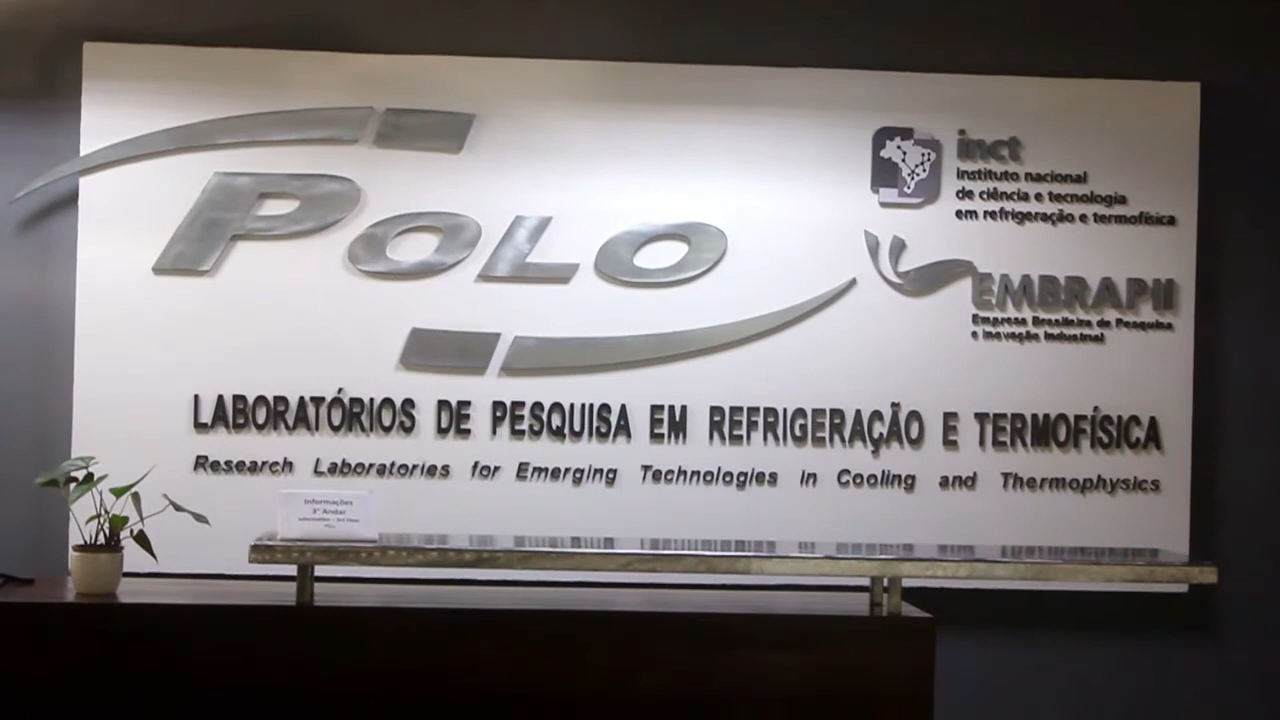 POLO
inct
Instituto nacional
de ciência e tecnologia
em refrigeração e termofísica
EMBRAPII
Empresa Brasileira de Pesquisa
e Inovação Industrial
LABORATÓRIOS DE PESQUISA EM REFRIGERAÇÃO E TERMOFÍSICA
Research Laboratories for Emerging Technologies in Cooling and Thermophysics
Informações
3° Andar